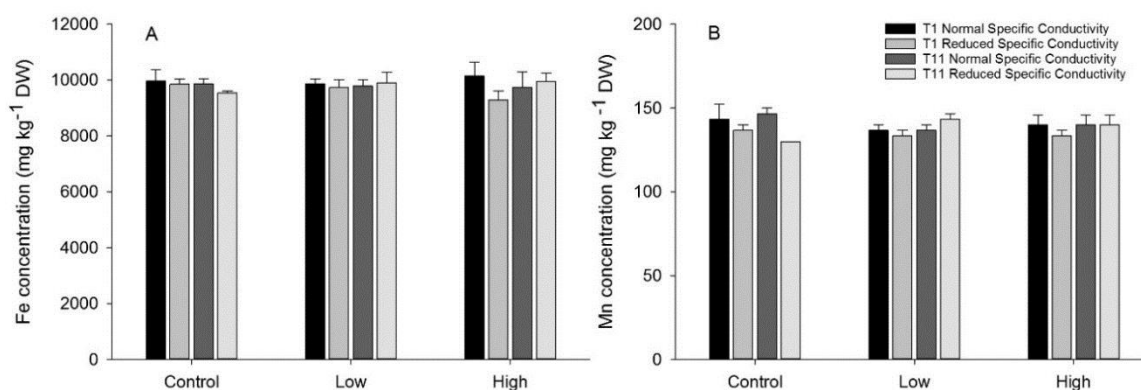 A
Fe concentration (mg kg⁻¹ DW)
12000
10000
8000
6000
4000
2000
0
Control Low High
B
Mn concentration (mg kg⁻¹ DW)
200
150
100
50
0
T1 Normal Specific Conductivity
T1 Reduced Specific Conductivity
T11 Normal Specific Conductivity
T11 Reduced Specific Conductivity
Control Low High